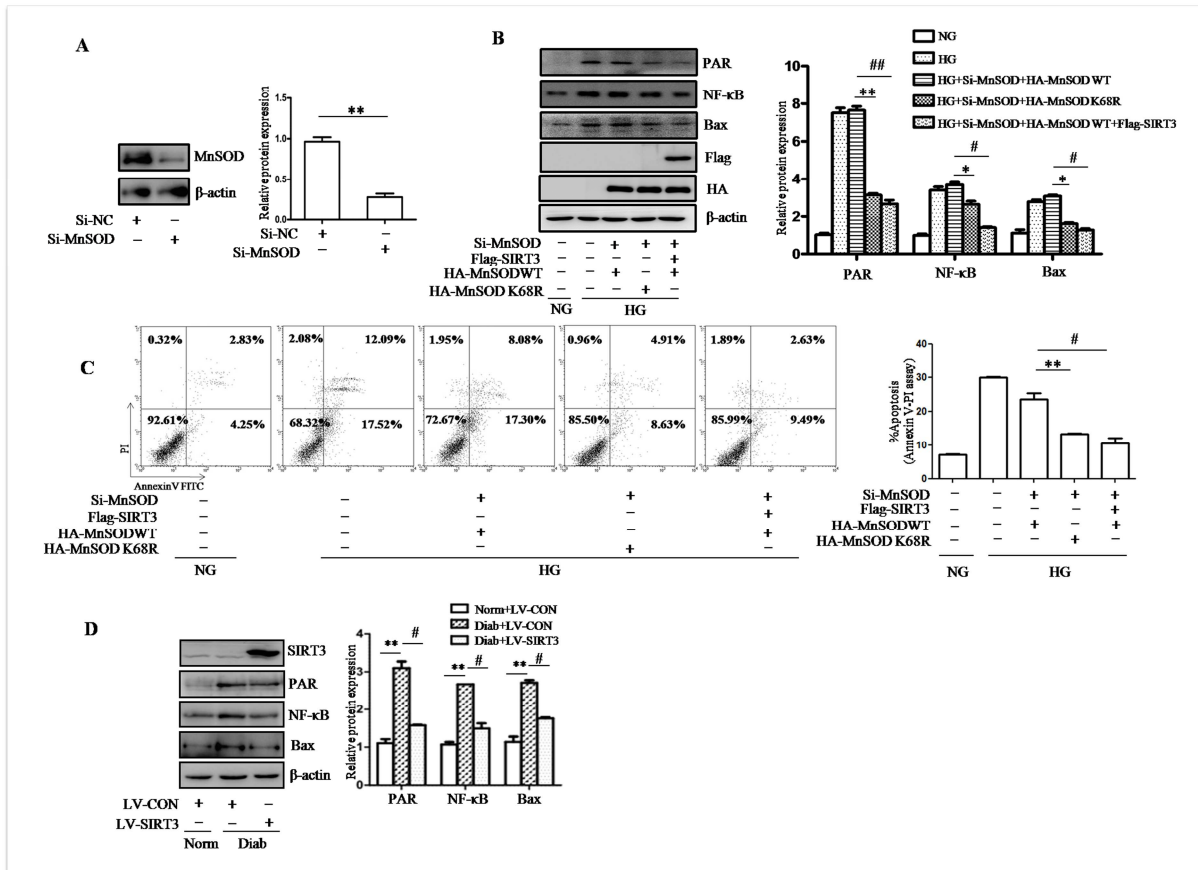 A
MnSOD
β-actin
Si-NC + –
Si-MnSOD – +
Relative protein expression
1.5
1.0
0.5
0.0
**
Si-NC + –
Si-MnSOD – +
B
PAR
NF-κB
Bax
Flag
HA
β-actin
Si-MnSOD – – + + +
Flag-SIRT3 – – – – +
HA-MnSODWT – – + – +
HA-MnSOD K68R – – – + –
NG HG
NG
HG
HG+Si-MnSOD+HA-MnSODWT
HG+Si-MnSOD+HA-MnSOD K68R
HG+Si-MnSOD+HA-MnSODWT+Flag-SIRT3
Relative protein expression
10
8
6
4
2
0
##
**
#
*
#
*
PAR NF-κB Bax
C
0.32% 2.83% 2.08% 12.09% 1.95% 8.08% 0.96% 4.91% 1.89% 2.63%
92.61% 4.25% 68.32% 17.52% 72.67% 17.30% 85.50% 8.63% 85.99% 9.49%
PI
AnnexinV FITC
Si-MnSOD – – + + +
Flag-SIRT3 – – – – +
HA-MnSODWT – – + – +
HA-MnSOD K68R – – – + –
NG HG
%Apoptosis
(Annexin V-PI assay)
40
30
20
10
0
#
**
Si-MnSOD – – + + +
Flag-SIRT3 – – – – +
HA-MnSODWT – – + – +
HA-MnSOD K68R – – – + –
NG HG
D
SIRT3
PAR
NF-κB
Bax
β-actin
LV-CON + + –
LV-SIRT3 – – +
Norm Diab
Norm+LV-CON
Diab+LV-CON
Diab+LV-SIRT3
Relative protein expression
4
3
2
1
0
** #
** #
** #
PAR NF-κB Bax